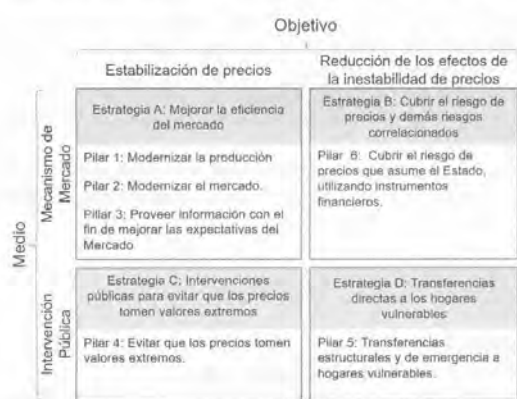 Objetivo
Estabilización de precios
Reducción de los efectos de
la inestabilidad de precios
Medio
Mecanismo de
Mercado
Estrategia A: Mejorar la eficiencia
del mercado
Pilar 1: Modernizar la producción
Pilar 2: Modernizar el mercado.
Pillar 3: Proveer información con el
fin de mejorar las expectativas del
Mercado
Estrategia B: Cubrir el riesgo de
precios y demás riesgos
correlacionados
Pilar 6: Cubrir el riesgo de
precios que asume el Estado,
utilizando instrumentos
financieros.
Intervención
Pública
Estrategia C: Intervenciones
públicas para evitar que los precios
tomen valores extremos
Pilar 4: Evitar que los precios tomen
valores extremos.
Estrategia D: Transferencias
directas a los hogares
vulnerables
Pilar 5: Transferencias
estructurales y de emergencia a
hogares vulnerables.